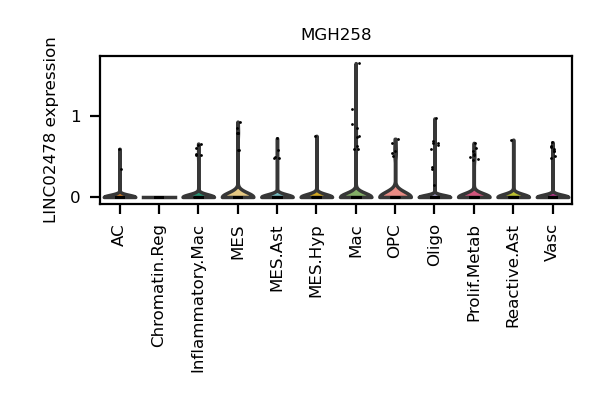 MGH258
LINC02478 expression
1
0
AC
Chromatin.Reg
Inflammatory.Mac
MES
MES.Ast
MES.Hyp
Mac
OPC
Oligo
Prolif.Metab
Reactive.Ast
Vasc